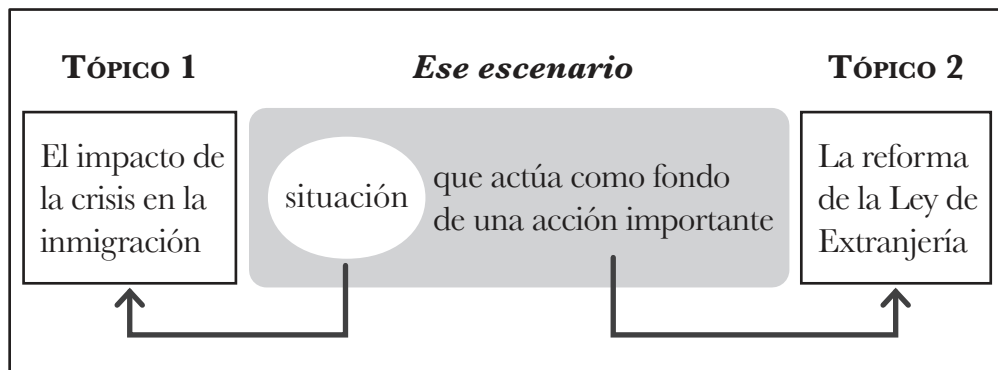 TÓPICO 1
Ese escenario
TÓPICO 2
El impacto de
la crisis en la
inmigración
situación
que actúa como fondo
de una acción importante
La reforma
de la Ley de
Extranjería